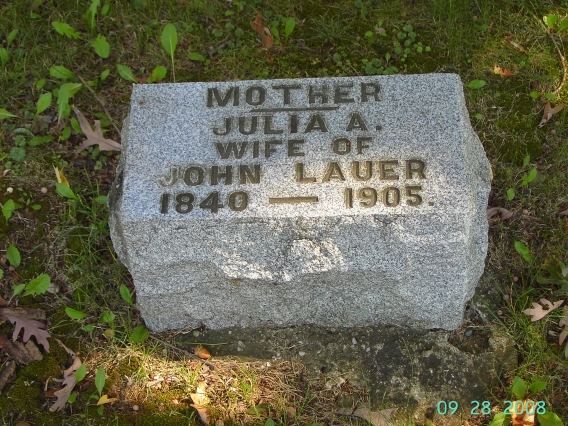 MOTHER
JULIA A.
WIFE OF
JOHN LAUER
1840 — 1905.
09 28 2008